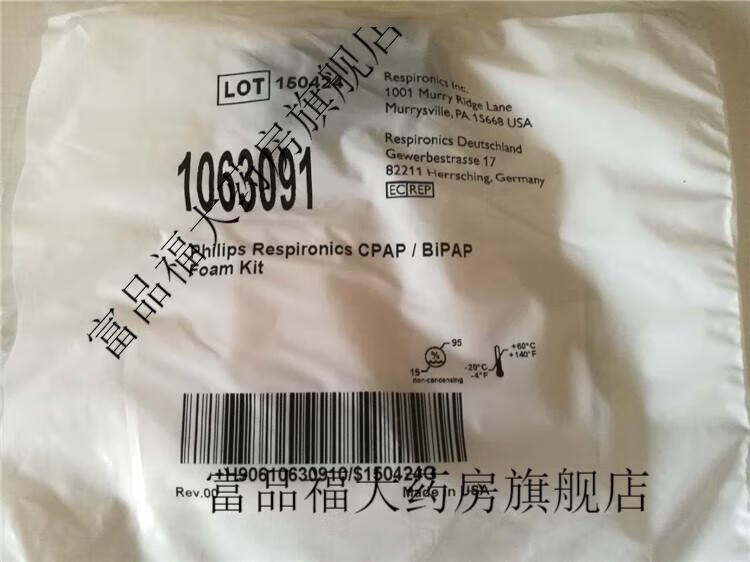 LOT 150424
Respironics Inc.
1001 Murry Ridge Lane
Murrysville, PA 15668 USA
Respironics Deutschland
Gewerbestrasse 17
82211 Herrsching, Germany
EC REP
1063091
Philips Respironics CPAP / BiPAP
Foam Kit
95
%
15
non-condensing
+60°C
+140°F
-20°C
-4°F
+H90610630910/$150424G
Rev.00
Made in USA
富品福大药房旗舰店
富品福大药房旗舰店